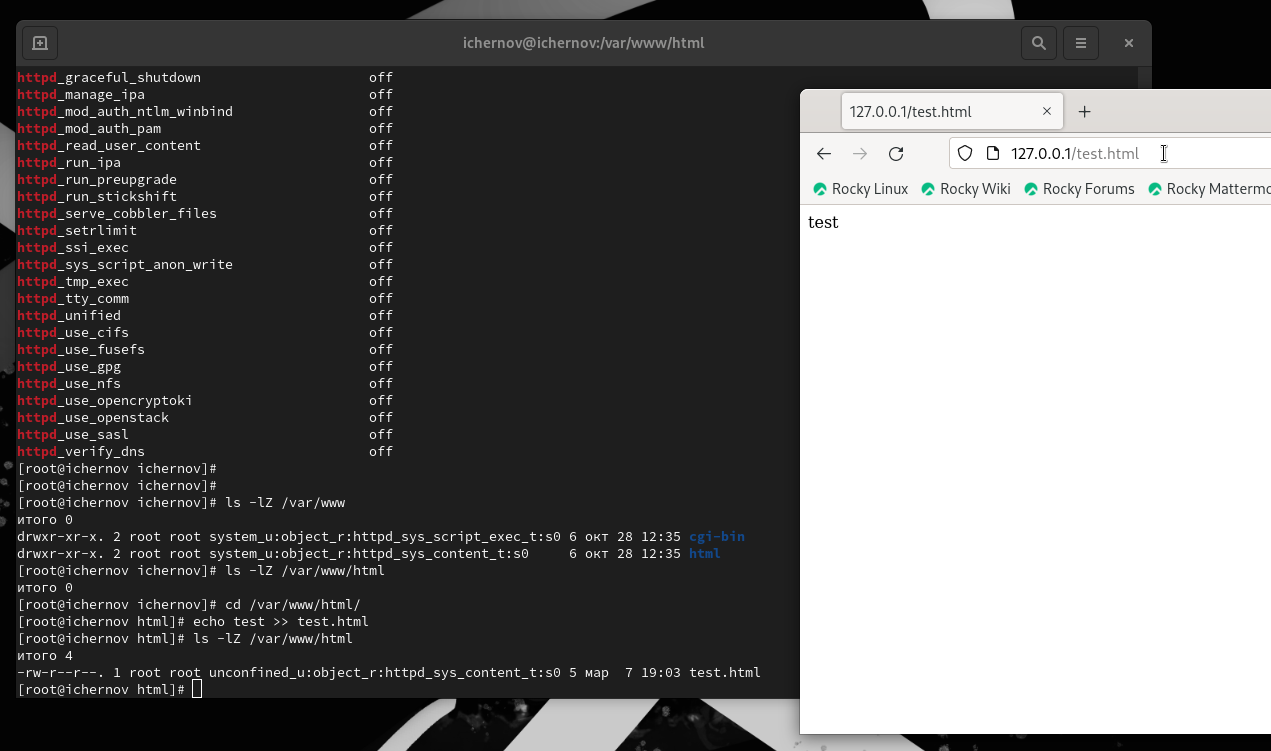 ichernov@ichernov:/var/www/html
httpd_graceful_shutdown off
httpd_manage_ipa off
httpd_mod_auth_ntlm_winbind off
httpd_mod_auth_pam off
httpd_read_user_content off
httpd_run_ipa off
httpd_run_preupgrade off
httpd_run_stickshift off
httpd_serve_cobbler_files off
httpd_setrlimit off
httpd_ssi_exec off
httpd_sys_script_anon_write off
httpd_tmp_exec off
httpd_tty_comm off
httpd_unified off
httpd_use_cifs off
httpd_use_fusefs off
httpd_use_gpg off
httpd_use_nfs off
httpd_use_opencryptoki off
httpd_use_openstack off
httpd_use_sasl off
httpd_verify_dns off
[root@ichernov ichernov]#
[root@ichernov ichernov]#
[root@ichernov ichernov]# ls -lZ /var/www
итого 0
drwxr-xr-x. 2 root root system_u:object_r:httpd_sys_script_exec_t:s0 6 окт 28 12:35 cgi-bin
drwxr-xr-x. 2 root root system_u:object_r:httpd_sys_content_t:s0 6 окт 28 12:35 html
[root@ichernov ichernov]# ls -lZ /var/www/html
итого 0
[root@ichernov ichernov]# cd /var/www/html/
[root@ichernov html]# echo test >> test.html
[root@ichernov html]# ls -lZ /var/www/html
итого 4
-rw-r--r--. 1 root root unconfined_u:object_r:httpd_sys_content_t:s0 5 мар 7 19:03 test.html
[root@ichernov html]#
127.0.0.1/test.html
127.0.0.1/test.html
Rocky Linux Rocky Wiki Rocky Forums Rocky Mattermo
test